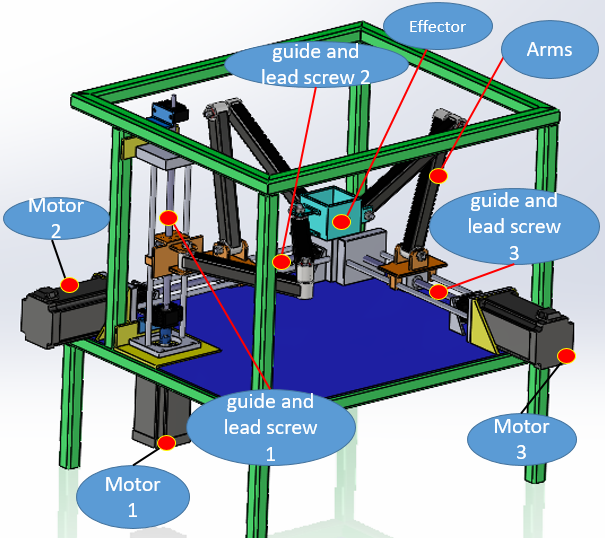 Effector
Arms
guide and
lead screw 2
Motor
2
guide and
lead screw
3
guide and
lead screw
1
Motor
3
Motor
1